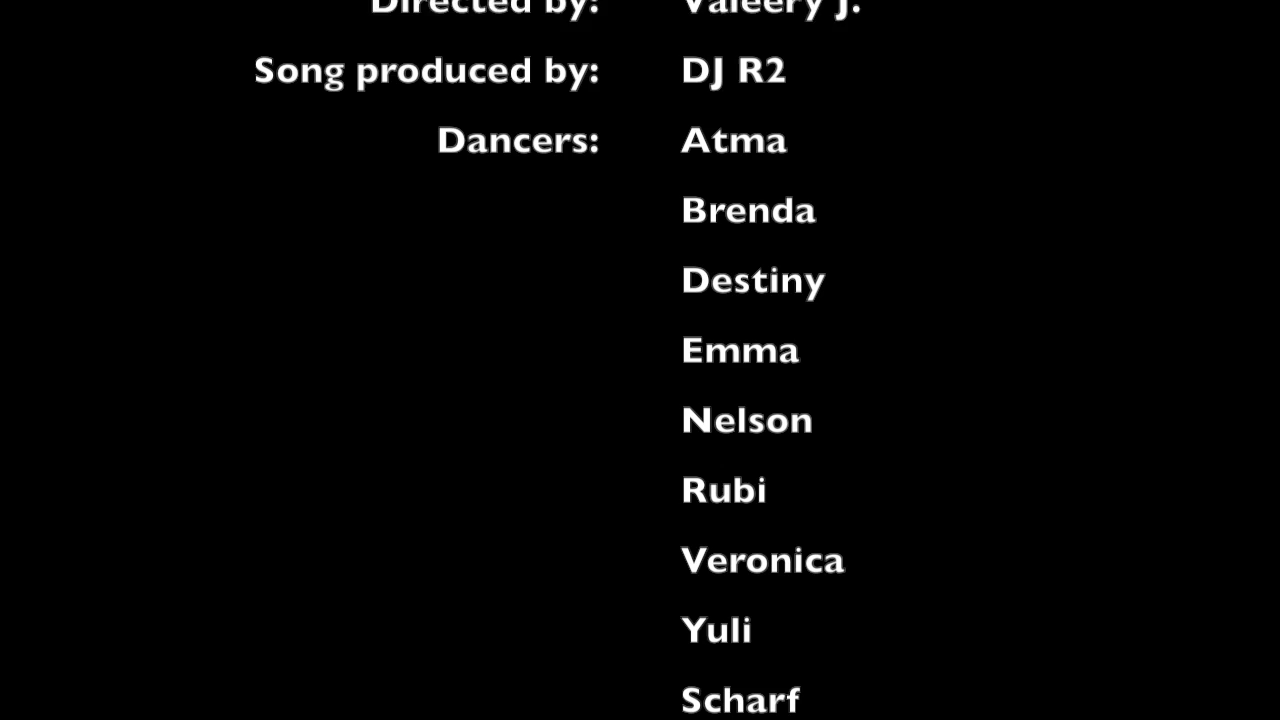 Directed by: Valeery J.
Song produced by: DJ R2
Dancers: Atma
Brenda
Destiny
Emma
Nelson
Rubi
Veronica
Yuli
Scharf